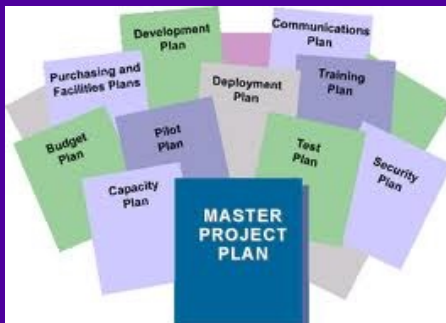 Development
Plan
Communications
Plan
Purchasing and
Facilities Plans
Deployment
Plan
Training
Plan
Budget
Plan
Pilot
Plan
Test
Plan
Security
Plan
Capacity
Plan
MASTER
PROJECT
PLAN